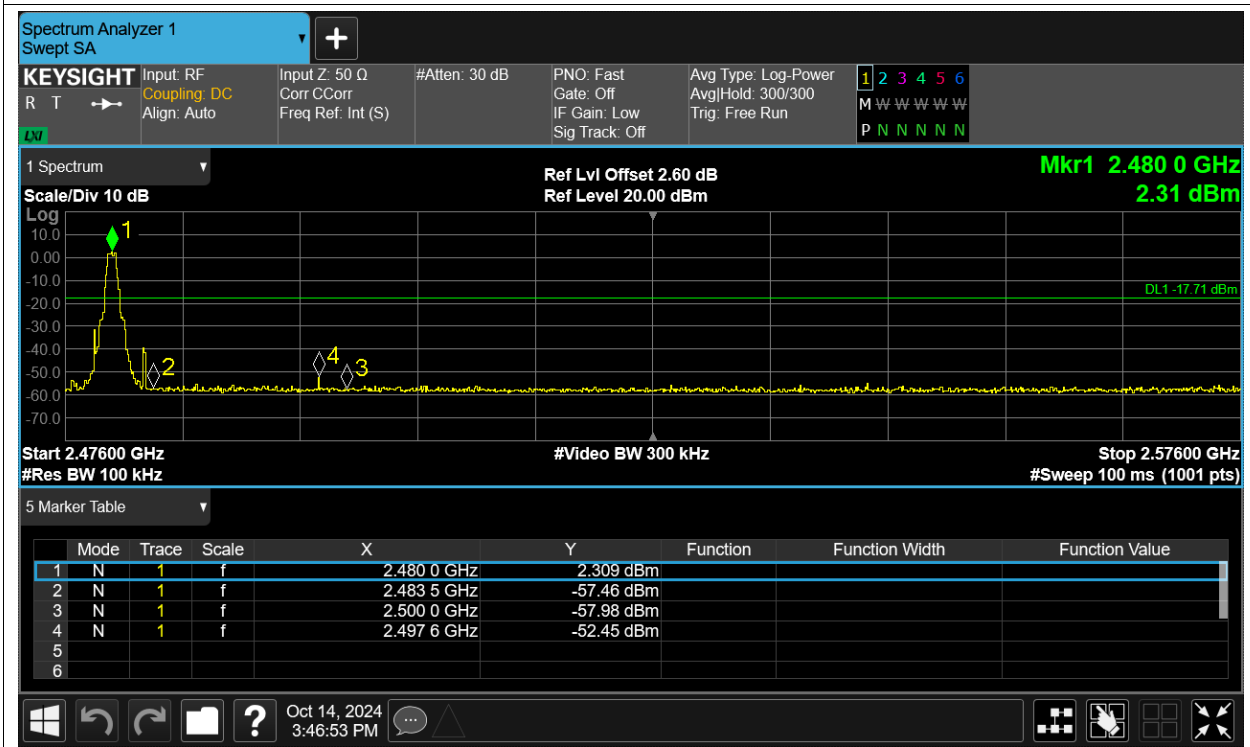 Spectrum Analyzer 1
Swept SA
KEYSIGHT
R T
LXI
Input: RF
Coupling: DC
Align: Auto
Input Z: 50 Ω
Corr CCorr
Freq Ref: Int (S)
#Atten: 30 dB
PNO: Fast
Gate: Off
IF Gain: Low
Sig Track: Off
Avg Type: Log-Power
Avg|Hold: 300/300
Trig: Free Run
1 2 3 4 5 6
M W W W W W
P N N N N N
1 Spectrum
Scale/Div 10 dB
Ref Lvl Offset 2.60 dB
Ref Level 20.00 dBm
Mkr1 2.480 0 GHz
2.31 dBm
Log
10.0
0.00
-10.0
-20.0
-30.0
-40.0
-50.0
-60.0
-70.0
1
2
4
3
DL1 -17.71 dBm
Start 2.47600 GHz
#Res BW 100 kHz
#Video BW 300 kHz
Stop 2.57600 GHz
#Sweep 100 ms (1001 pts)
5 Marker Table
Mode Trace Scale X Y Function Function Width Function Value
1 N 1 f 2.480 0 GHz 2.309 dBm
2 N 1 f 2.483 5 GHz -57.46 dBm
3 N 1 f 2.500 0 GHz -57.98 dBm
4 N 1 f 2.497 6 GHz -52.45 dBm
5
6
?
Oct 14, 2024
3:46:53 PM